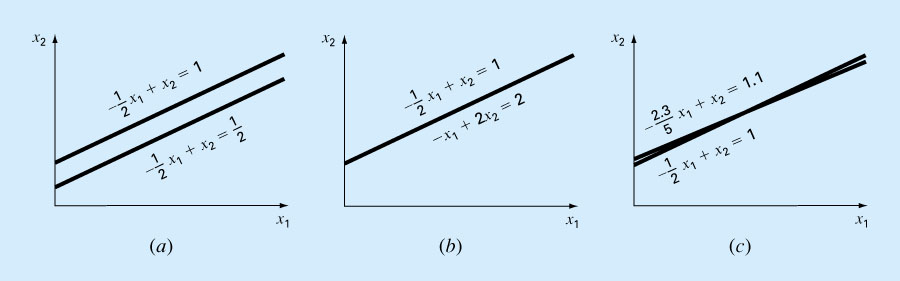 x₂
-1/2 x₁ + x₂ = 1
-1/2 x₁ + x₂ = 1/2
x₁
(a)
x₂
-1/2 x₁ + x₂ = 1
-x₁ + 2x₂ = 2
x₁
(b)
x₂
-2.3/5 x₁ + x₂ = 1.1
-1/2 x₁ + x₂ = 1
x₁
(c)